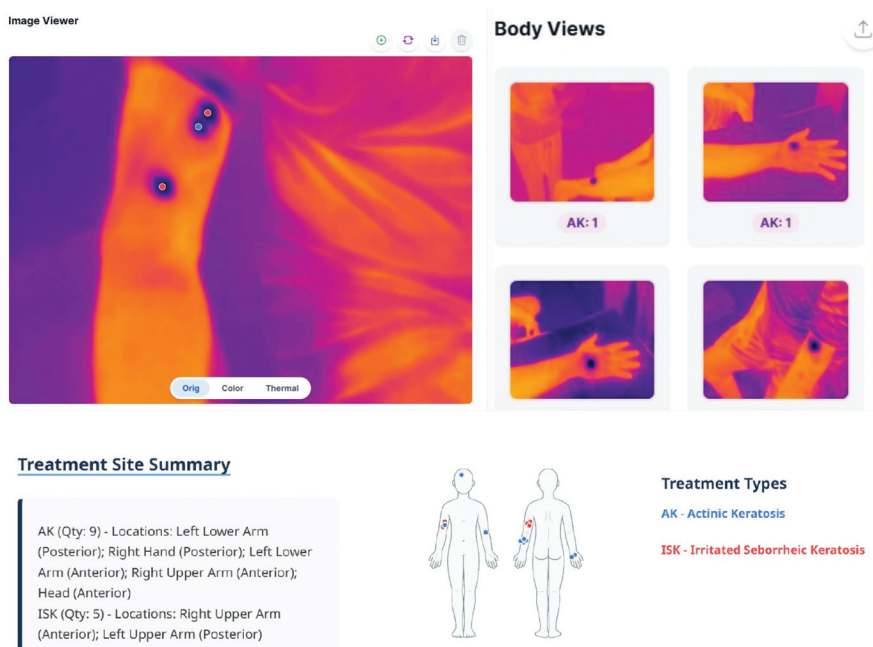 Image Viewer
Body Views
AK: 1
AK: 1
Orig Color Thermal
Treatment Site Summary
AK (Qty: 9) - Locations: Left Lower Arm
(Posterior); Right Hand (Posterior); Left Lower
Arm (Anterior); Right Upper Arm (Anterior);
Head (Anterior)
ISK (Qty: 5) - Locations: Right Upper Arm
(Anterior); Left Upper Arm (Posterior)
Treatment Types
AK - Actinic Keratosis
ISK - Irritated Seborrheic Keratosis